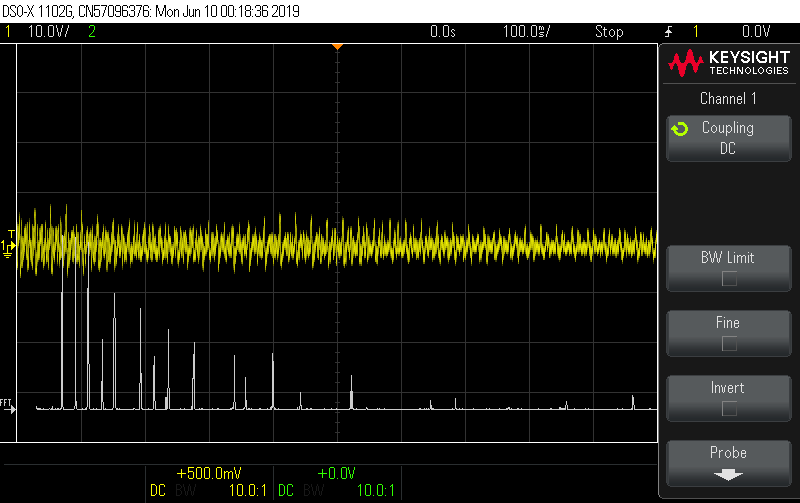 DSO-X 1102G, CN57096376: Mon Jun 10 00:18:36 2019
1 10.0V/ 2 0.0s 100.0ms/ Stop 1 0.0V
KEYSIGHT
TECHNOLOGIES
Channel 1
Coupling
DC
T
1
BW Limit
Fine
Invert
FFT
Probe
+500.0mV +0.0V
DC BW 10.0:1 DC BW 10.0:1